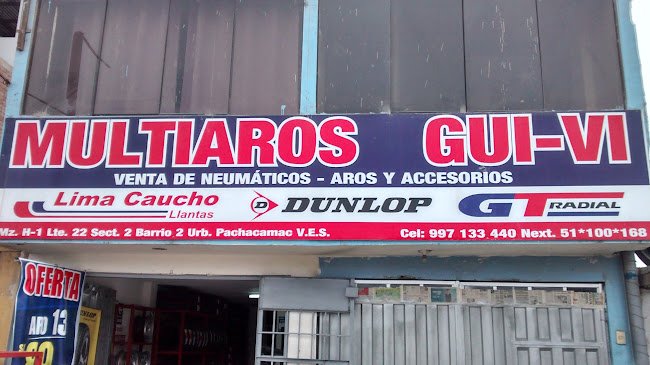 MULTIAROS GUI-VI
VENTA DE NEUMÁTICOS - AROS Y ACCESORIOS
Lima Caucho
Llantas
DUNLOP
GT RADIAL
Mz. H-1 Lte. 22 Sect. 2 Barrio 2 Urb. Pachacamac V.E.S.
Cel: 997 133 440 Next. 51*100*168
OFERTA
ARO 13
DUNLOP